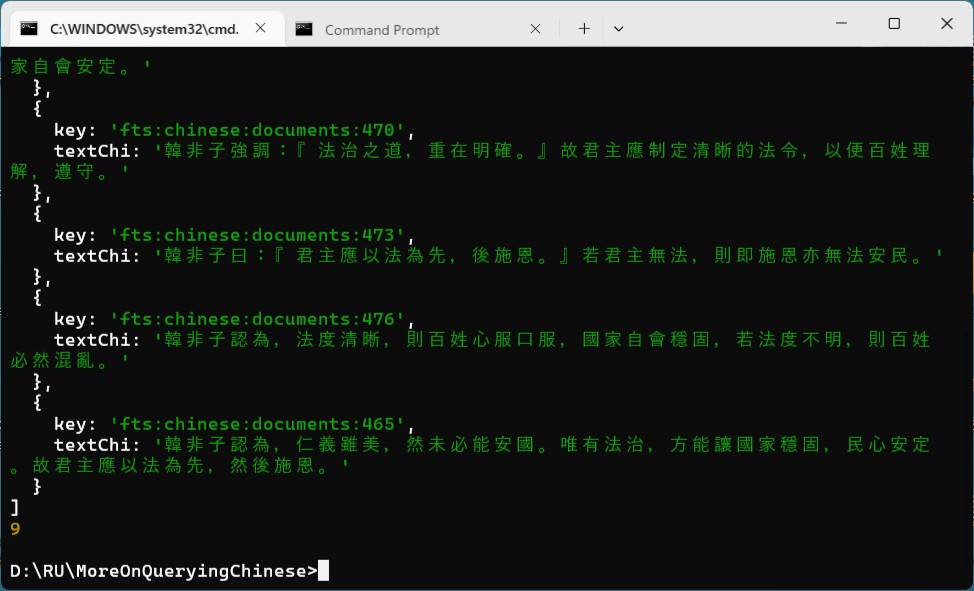 C:\WINDOWS\system32\cmd.
Command Prompt
家自會安定。'
},
{
key: 'fts:chinese:documents:470',
textChi: '韓非子強調：『法治之道，重在明確。』故君主應制定清晰的法令，以便百姓理
解，遵守。'
},
{
key: 'fts:chinese:documents:473',
textChi: '韓非子曰：『君主應以法為先，後施恩。』若君主無法，則即施恩亦無法安民。'
},
{
key: 'fts:chinese:documents:476',
textChi: '韓非子認為，法度清晰，則百姓心服口服，國家自會穩固，若法度不明，則百姓
必然混亂。'
},
{
key: 'fts:chinese:documents:465',
textChi: '韓非子認為，仁義雖美，然未必能安國。唯有法治，方能讓國家穩固，民心安定
。故君主應以法為先，然後施恩。'
}
]
9
D:\RU\MoreOnQueryingChinese>